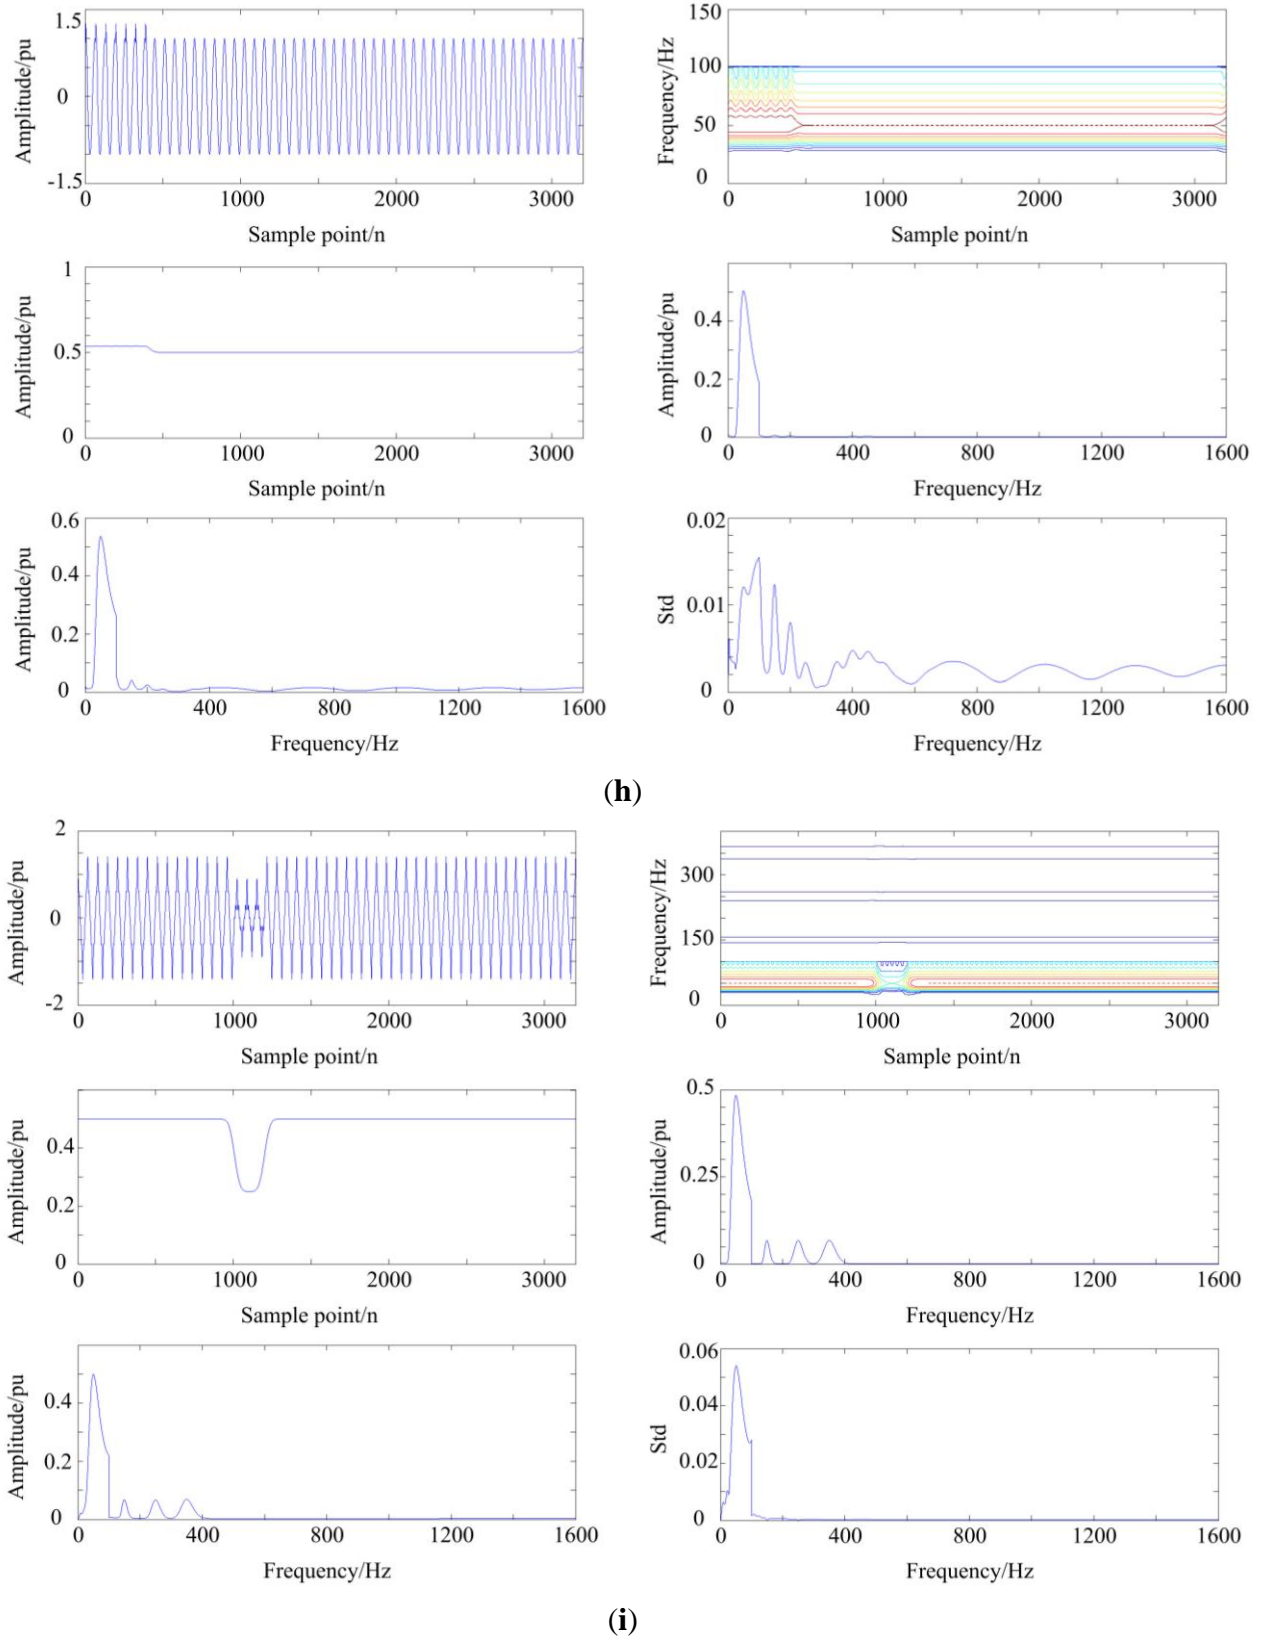 1.5
0
-1.5
Amplitude/pu
0 1000 2000 3000
Sample point/n
150
100
50
0
Frequency/Hz
0 1000 2000 3000
Sample point/n
1
0.5
0
Amplitude/pu
0 1000 2000 3000
Sample point/n
0.4
0.2
0
Amplitude/pu
0 400 800 1200 1600
Frequency/Hz
0.6
0.4
0.2
0
Amplitude/pu
0 400 800 1200 1600
Frequency/Hz
0.02
0.01
0
Std
0 400 800 1200 1600
Frequency/Hz
(h)
2
0
-2
Amplitude/pu
0 1000 2000 3000
Sample point/n
300
150
0
Frequency/Hz
0 1000 2000 3000
Sample point/n
0.4
0.2
0
Amplitude/pu
0 1000 2000 3000
Sample point/n
0.5
0.25
0
Amplitude/pu
0 400 800 1200 1600
Frequency/Hz
0.4
0.2
0
Amplitude/pu
0 400 800 1200 1600
Frequency/Hz
0.06
0.04
0.02
0
Std
0 400 800 1200 1600
Frequency/Hz
(i)